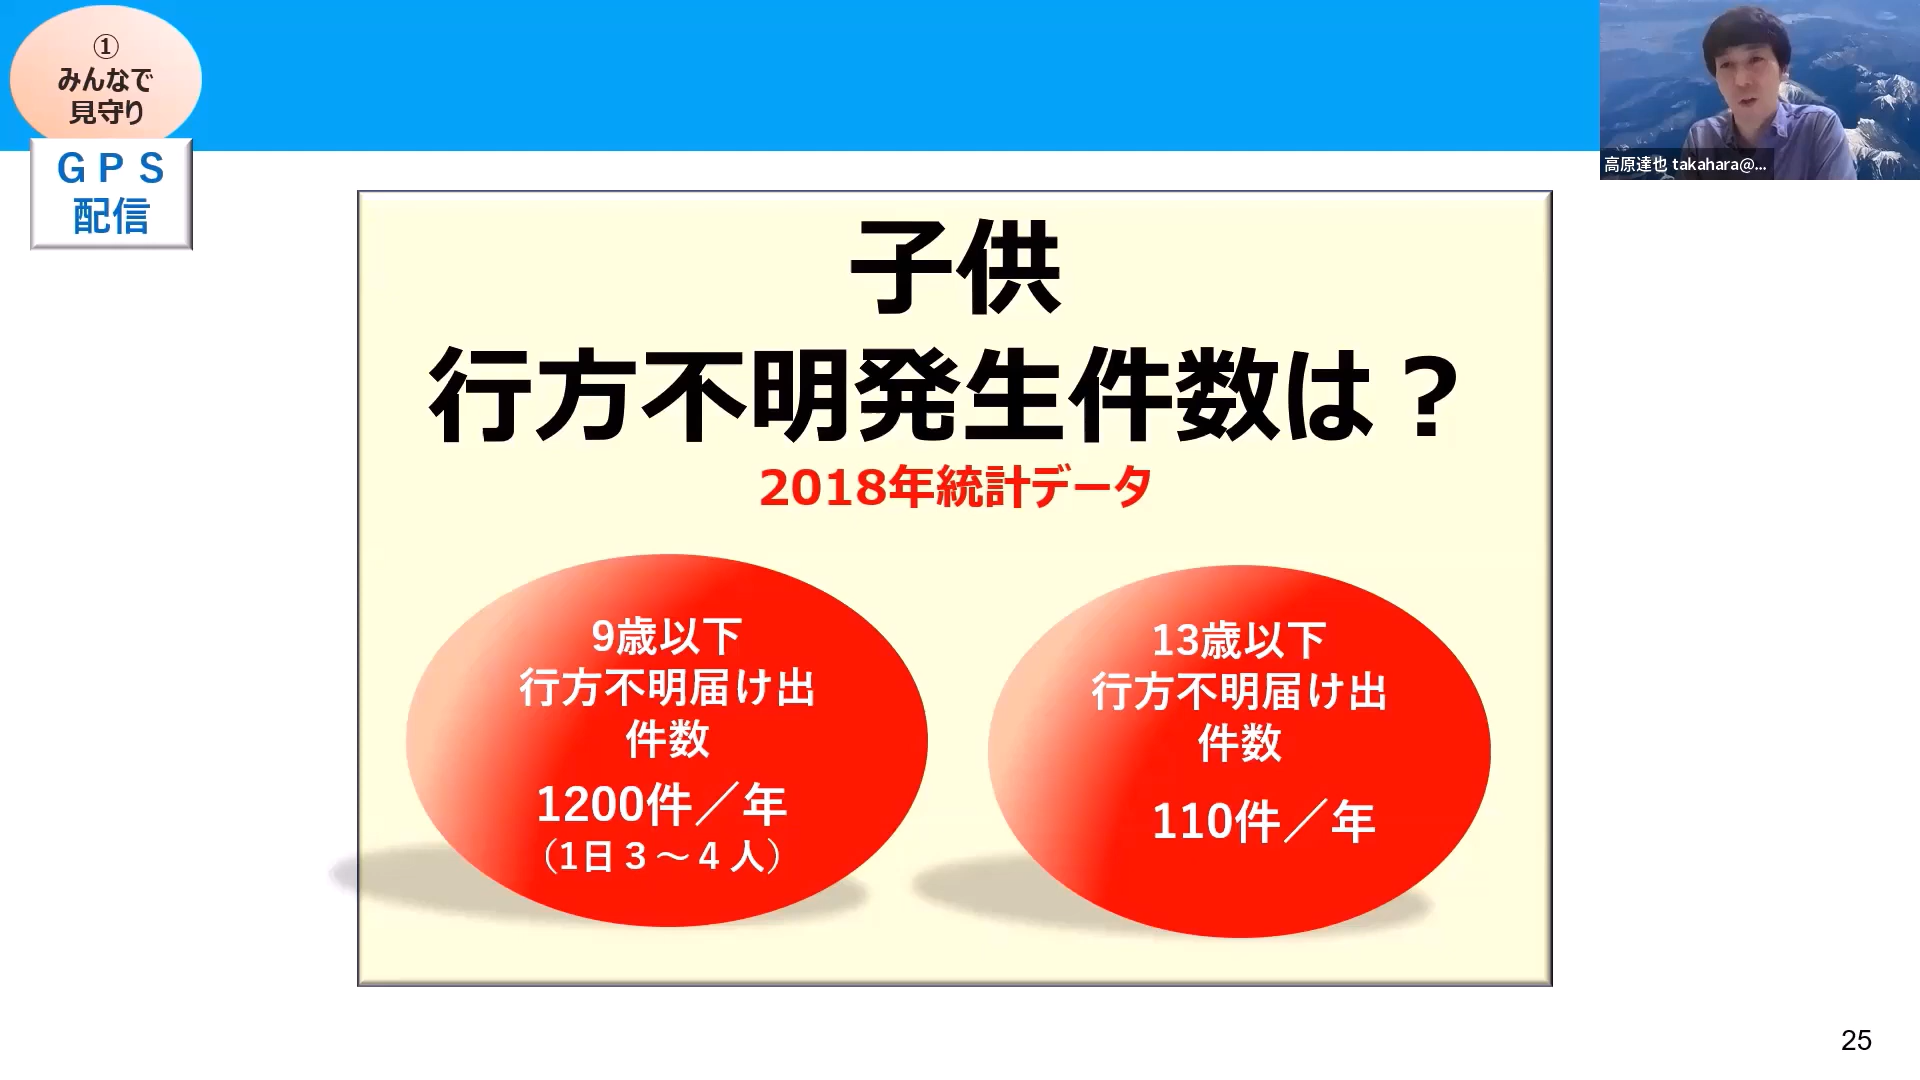 ①
みんなで
見守り
ＧＰＳ
配信
高原達也 takahara@...
子供
行方不明発生件数は？
2018年統計データ
9歳以下
行方不明届け出
件数
1200件／年
（1日３～４人）
13歳以下
行方不明届け出
件数
110件／年
25